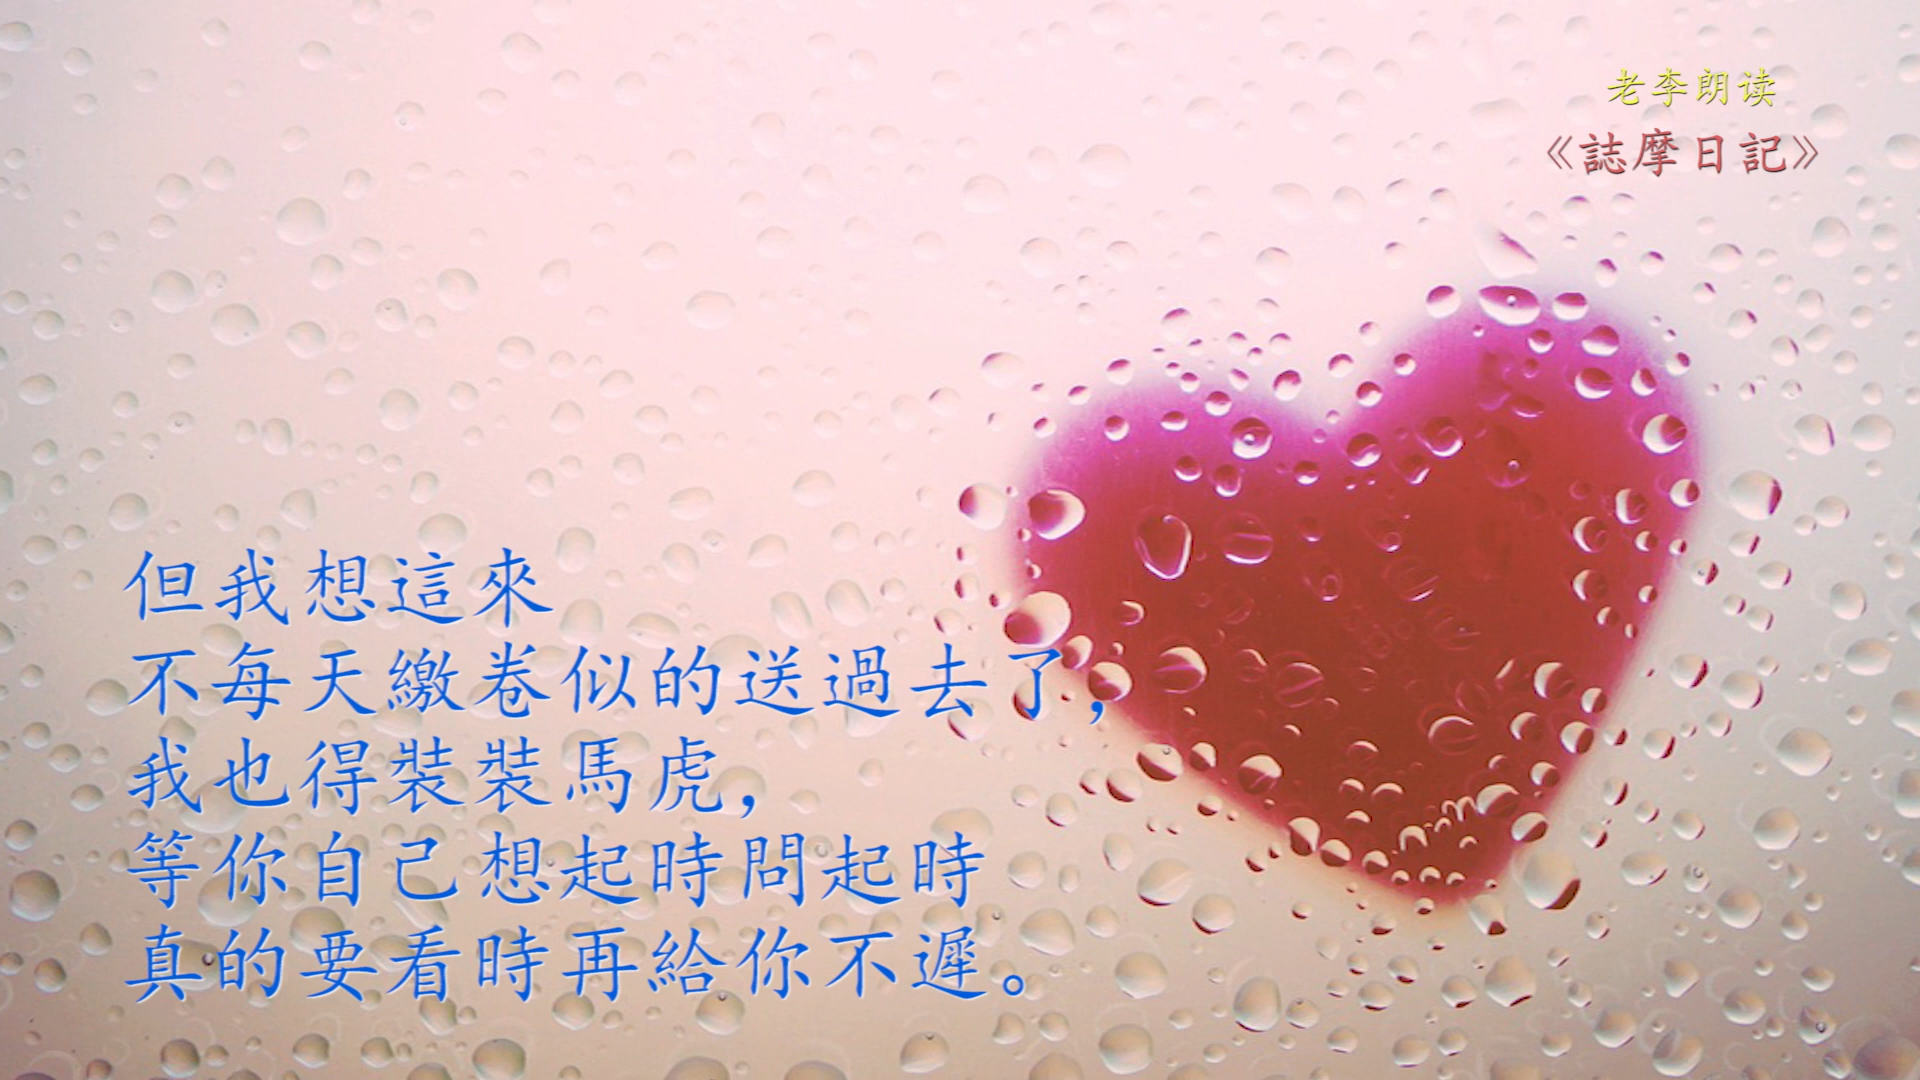 老李朗读
《誌摩日記》
但我想這來
不每天繳卷似的送過去了，
我也得裝裝馬虎，
等你自己想起時問起時
真的要看時再給你不遲。